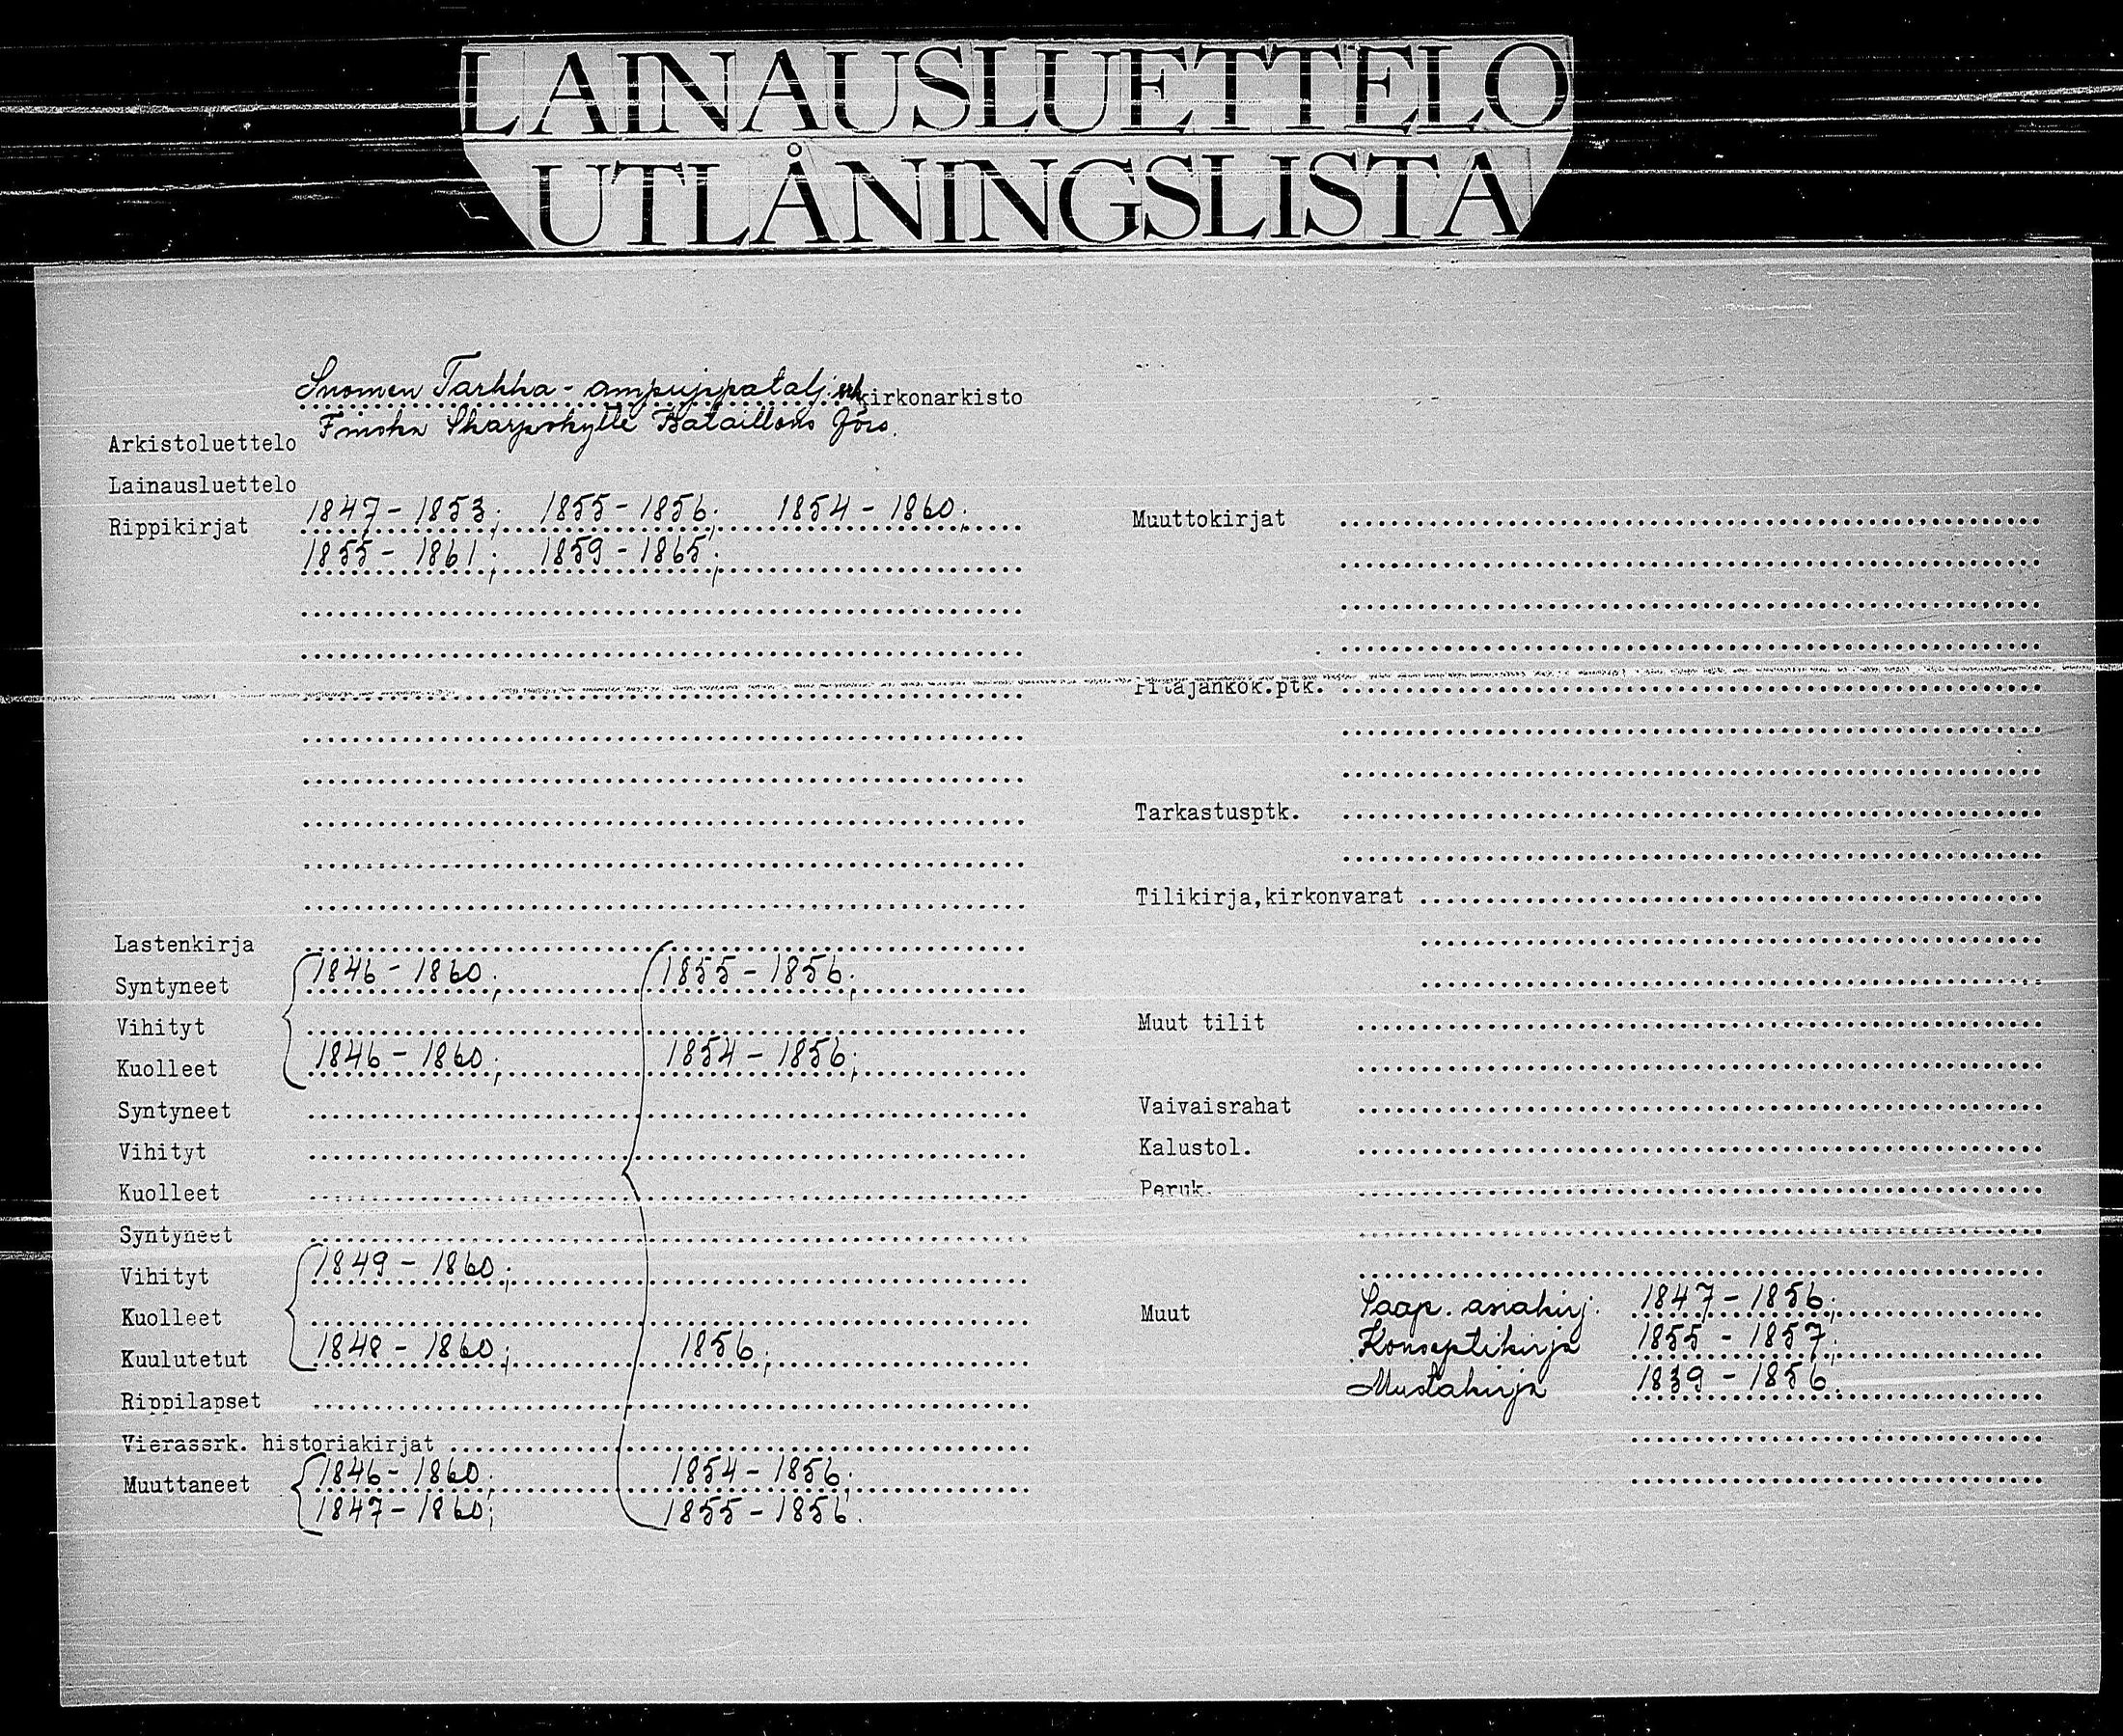 LAINAUSLUETTELO
UTLÅNINGSLISTA
Suomen Tarkka-ampujapatalj. srk kirkonarkisto
Finska Skarpskytte Bataillons förs.
Arkistoluettelo
Lainausluettelo
Rippikirjat 1847-1853; 1855-1856; 1854-1860;
1855-1861; 1859-1865;
Lastenkirja
Syntyneet 1846-1860; 1855-1856;
Vihityt
Kuolleet 1846-1860; 1854-1856;
Syntyneet
Vihityt
Kuolleet
Syntyneet
Vihityt 1849-1860;
Kuolleet
Kuulutetut 1848-1860; 1856;
Rippilapset
Vierassrk. historiakirjat
Muuttaneet 1846-1860; 1854-1856;
1847-1860; 1855-1856.
Muuttokirjat
Pitäjänkok.ptk.
Tarkastusptk.
Tilikirja,kirkonvarat
Muut tilit
Vaivaisrahat
Kalustol.
Peruk.
Muut Saap. asiakirj. 1847-1856;
Konseptikirja 1855-1857;
Mustakirja 1839-1856;